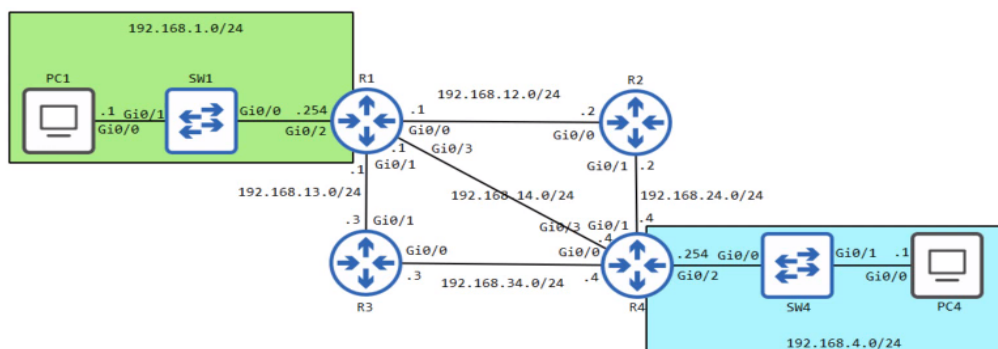 192.168.1.0/24
PC1
SW1
R1
R2
192.168.12.0/24
.1
Gi0/1
Gi0/0
Gi0/0
.254
Gi0/2
.1
Gi0/0
.2
Gi0/0
.1
Gi0/3
Gi0/1
.1
Gi0/1
.2
192.168.13.0/24
192.168.14.0/24
192.168.24.0/24
.3
Gi0/1
Gi0/3
Gi0/1
.4
.4
Gi0/0
Gi0/0
.254
Gi0/0
Gi0/1
.1
.3
192.168.34.0/24
.4
Gi0/2
Gi0/0
R3
R4
SW4
PC4
192.168.4.0/24